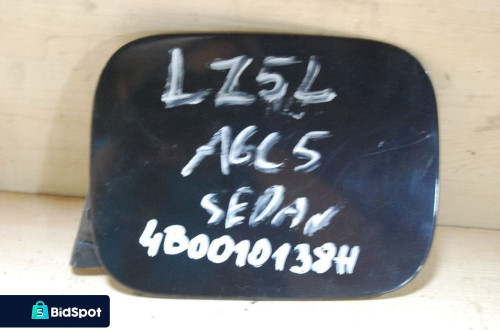 LZ5L
A6C5
SEDAN
4B0010138H
BidSpot